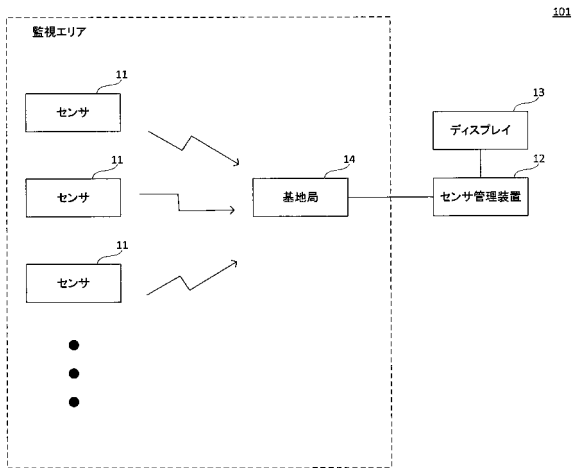 101
監視エリア
11
センサ
11
センサ
11
センサ
14
基地局
13
ディスプレイ
12
センサ管理装置